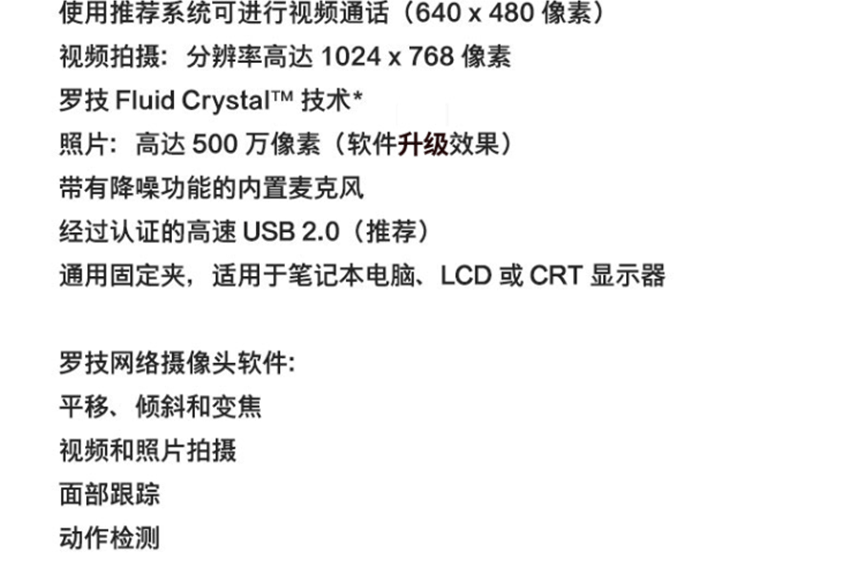 使用推荐系统可进行视频通话（640 x 480 像素）
视频拍摄：分辨率高达 1024 x 768 像素
罗技 Fluid Crystal™ 技术*
照片：高达 500 万像素（软件升级效果）
带有降噪功能的内置麦克风
经过认证的高速 USB 2.0（推荐）
通用固定夹，适用于笔记本电脑、LCD 或 CRT 显示器
罗技网络摄像头软件:
平移、倾斜和变焦
视频和照片拍摄
面部跟踪
动作检测